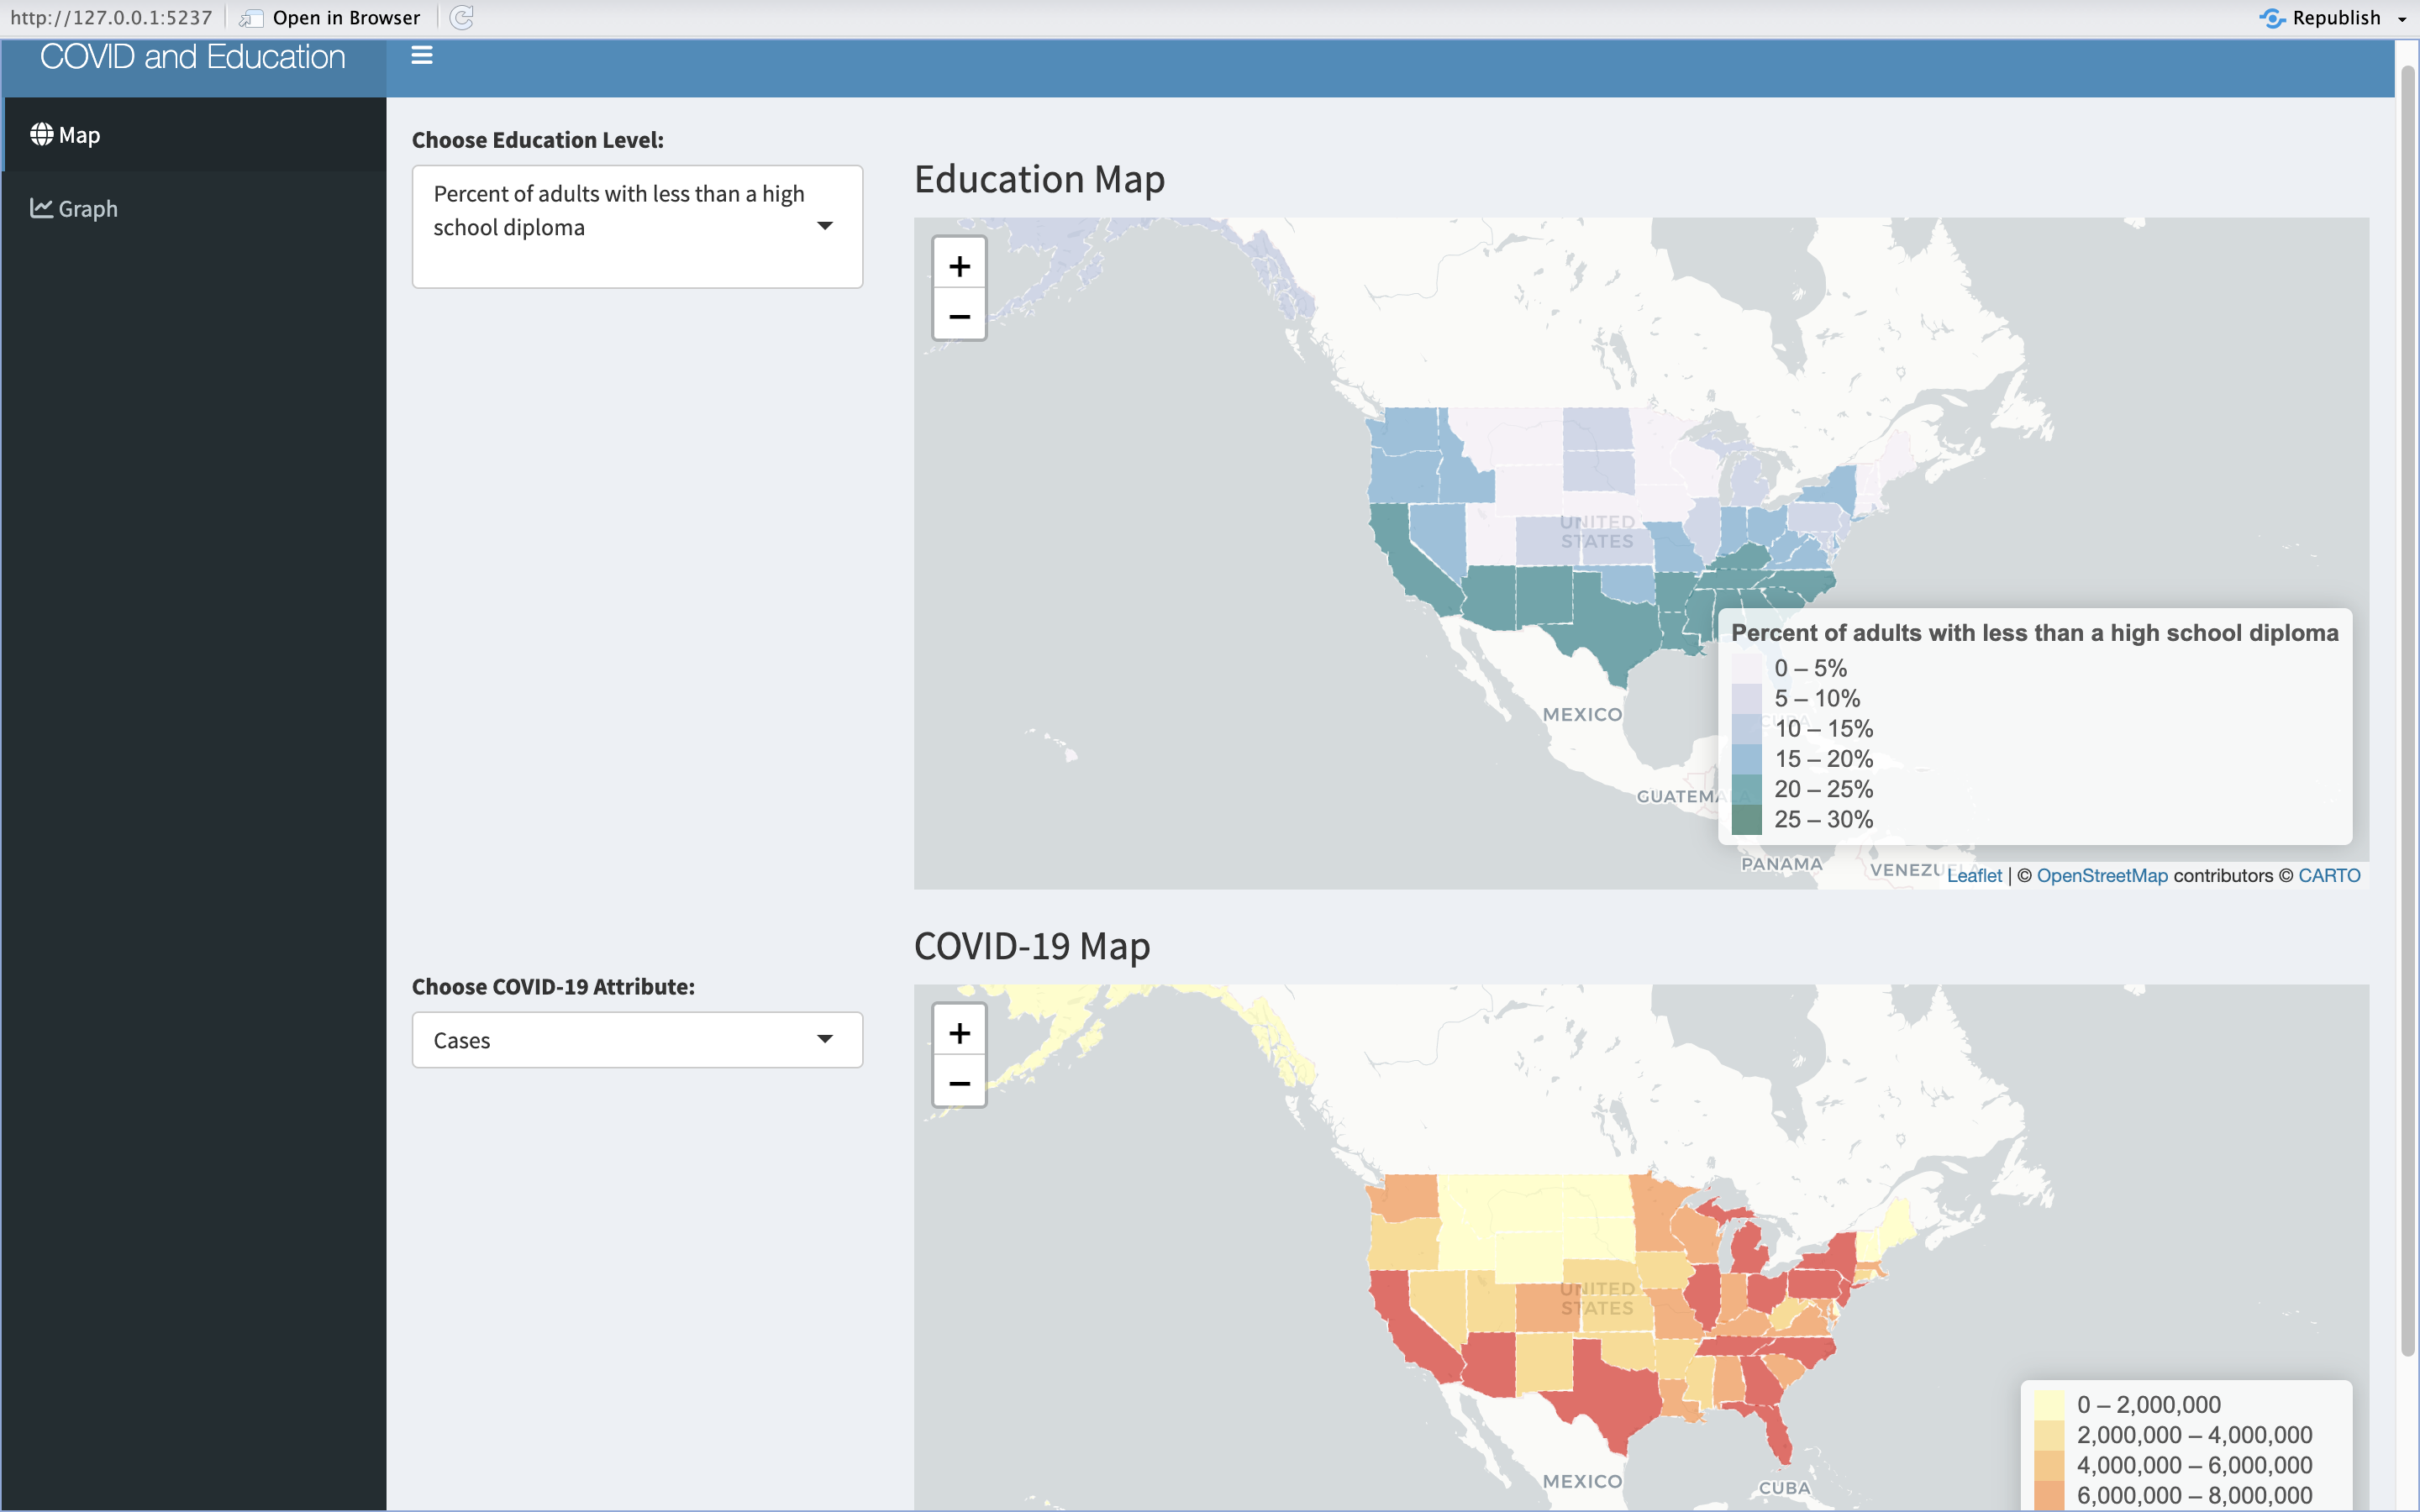 http://127.0.0.1:5237
Open in Browser
Republish
COVID and Education
Map
Graph
Choose Education Level:
Percent of adults with less than a high
school diploma
Education Map
+
−
UNITED
STATES
MEXICO
CUBA
GUATEMALA
PANAMA
Percent of adults with less than a high school diploma
0 – 5%
5 – 10%
10 – 15%
15 – 20%
20 – 25%
25 – 30%
VENEZUELA
Leaflet | © OpenStreetMap contributors © CARTO
COVID-19 Map
Choose COVID-19 Attribute:
Cases
+
−
UNITED
STATES
MEXICO
CUBA
0 – 2,000,000
2,000,000 – 4,000,000
4,000,000 – 6,000,000
6,000,000 – 8,000,000